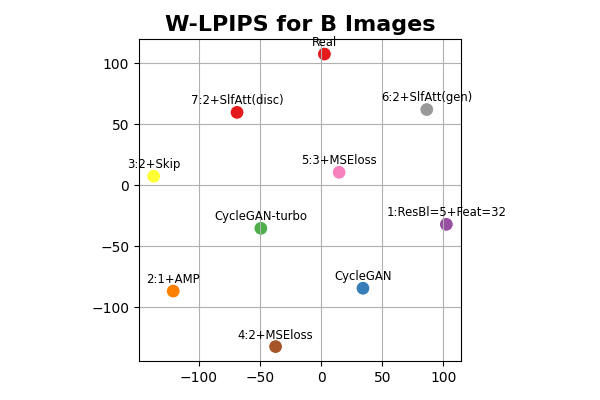 W-LPIPS for B Images
Real
7:2+SlfAtt(disc)
6:2+SlfAtt(gen)
3:2+Skip
5:3+MSEloss
1:ResBl=5+Feat=32
CycleGAN-turbo
2:1+AMP
CycleGAN
4:2+MSEloss
100
50
0
−50
−100
−100
−50
0
50
100